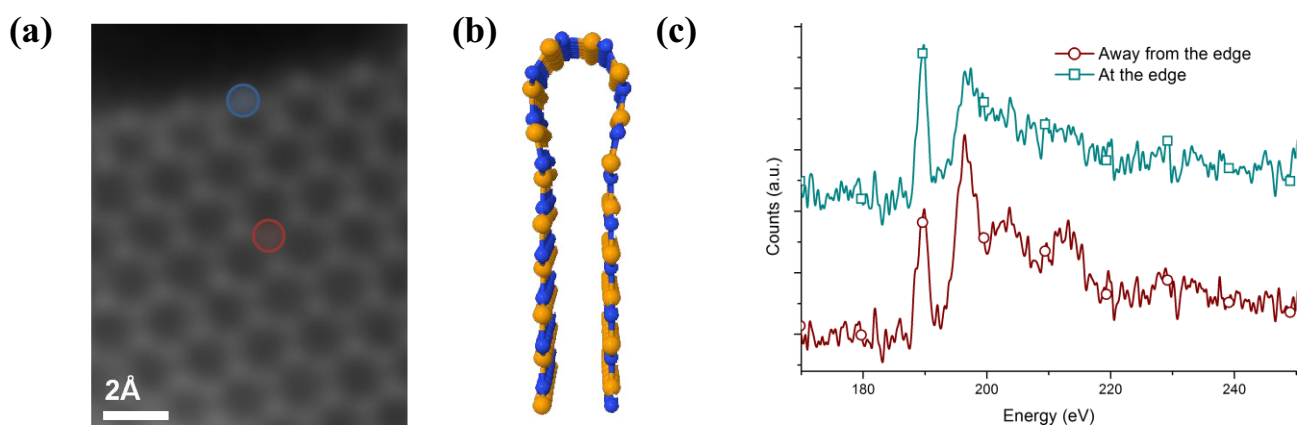 (a)
2Å
(b)
(c)
Away from the edge
At the edge
Counts (a.u.)
180
200
220
240
Energy (eV)